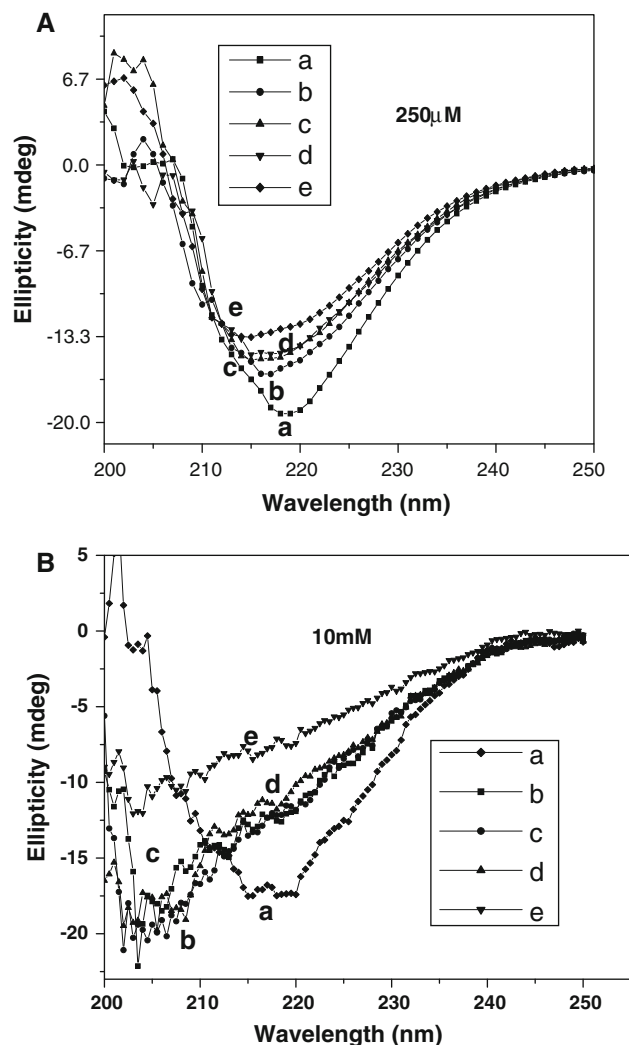 A
Ellipticity (mdeg)
6.7
0.0
-6.7
-13.3
-20.0
a
b
c
d
e
250µM
e
d
c
b
a
200 210 220 230 240 250
Wavelength (nm)
B
Ellipticity (mdeg)
5
0
-5
-10
-15
-20
10mM
e
d
c
b
a
a
b
c
d
e
200 210 220 230 240 250
Wavelength (nm)